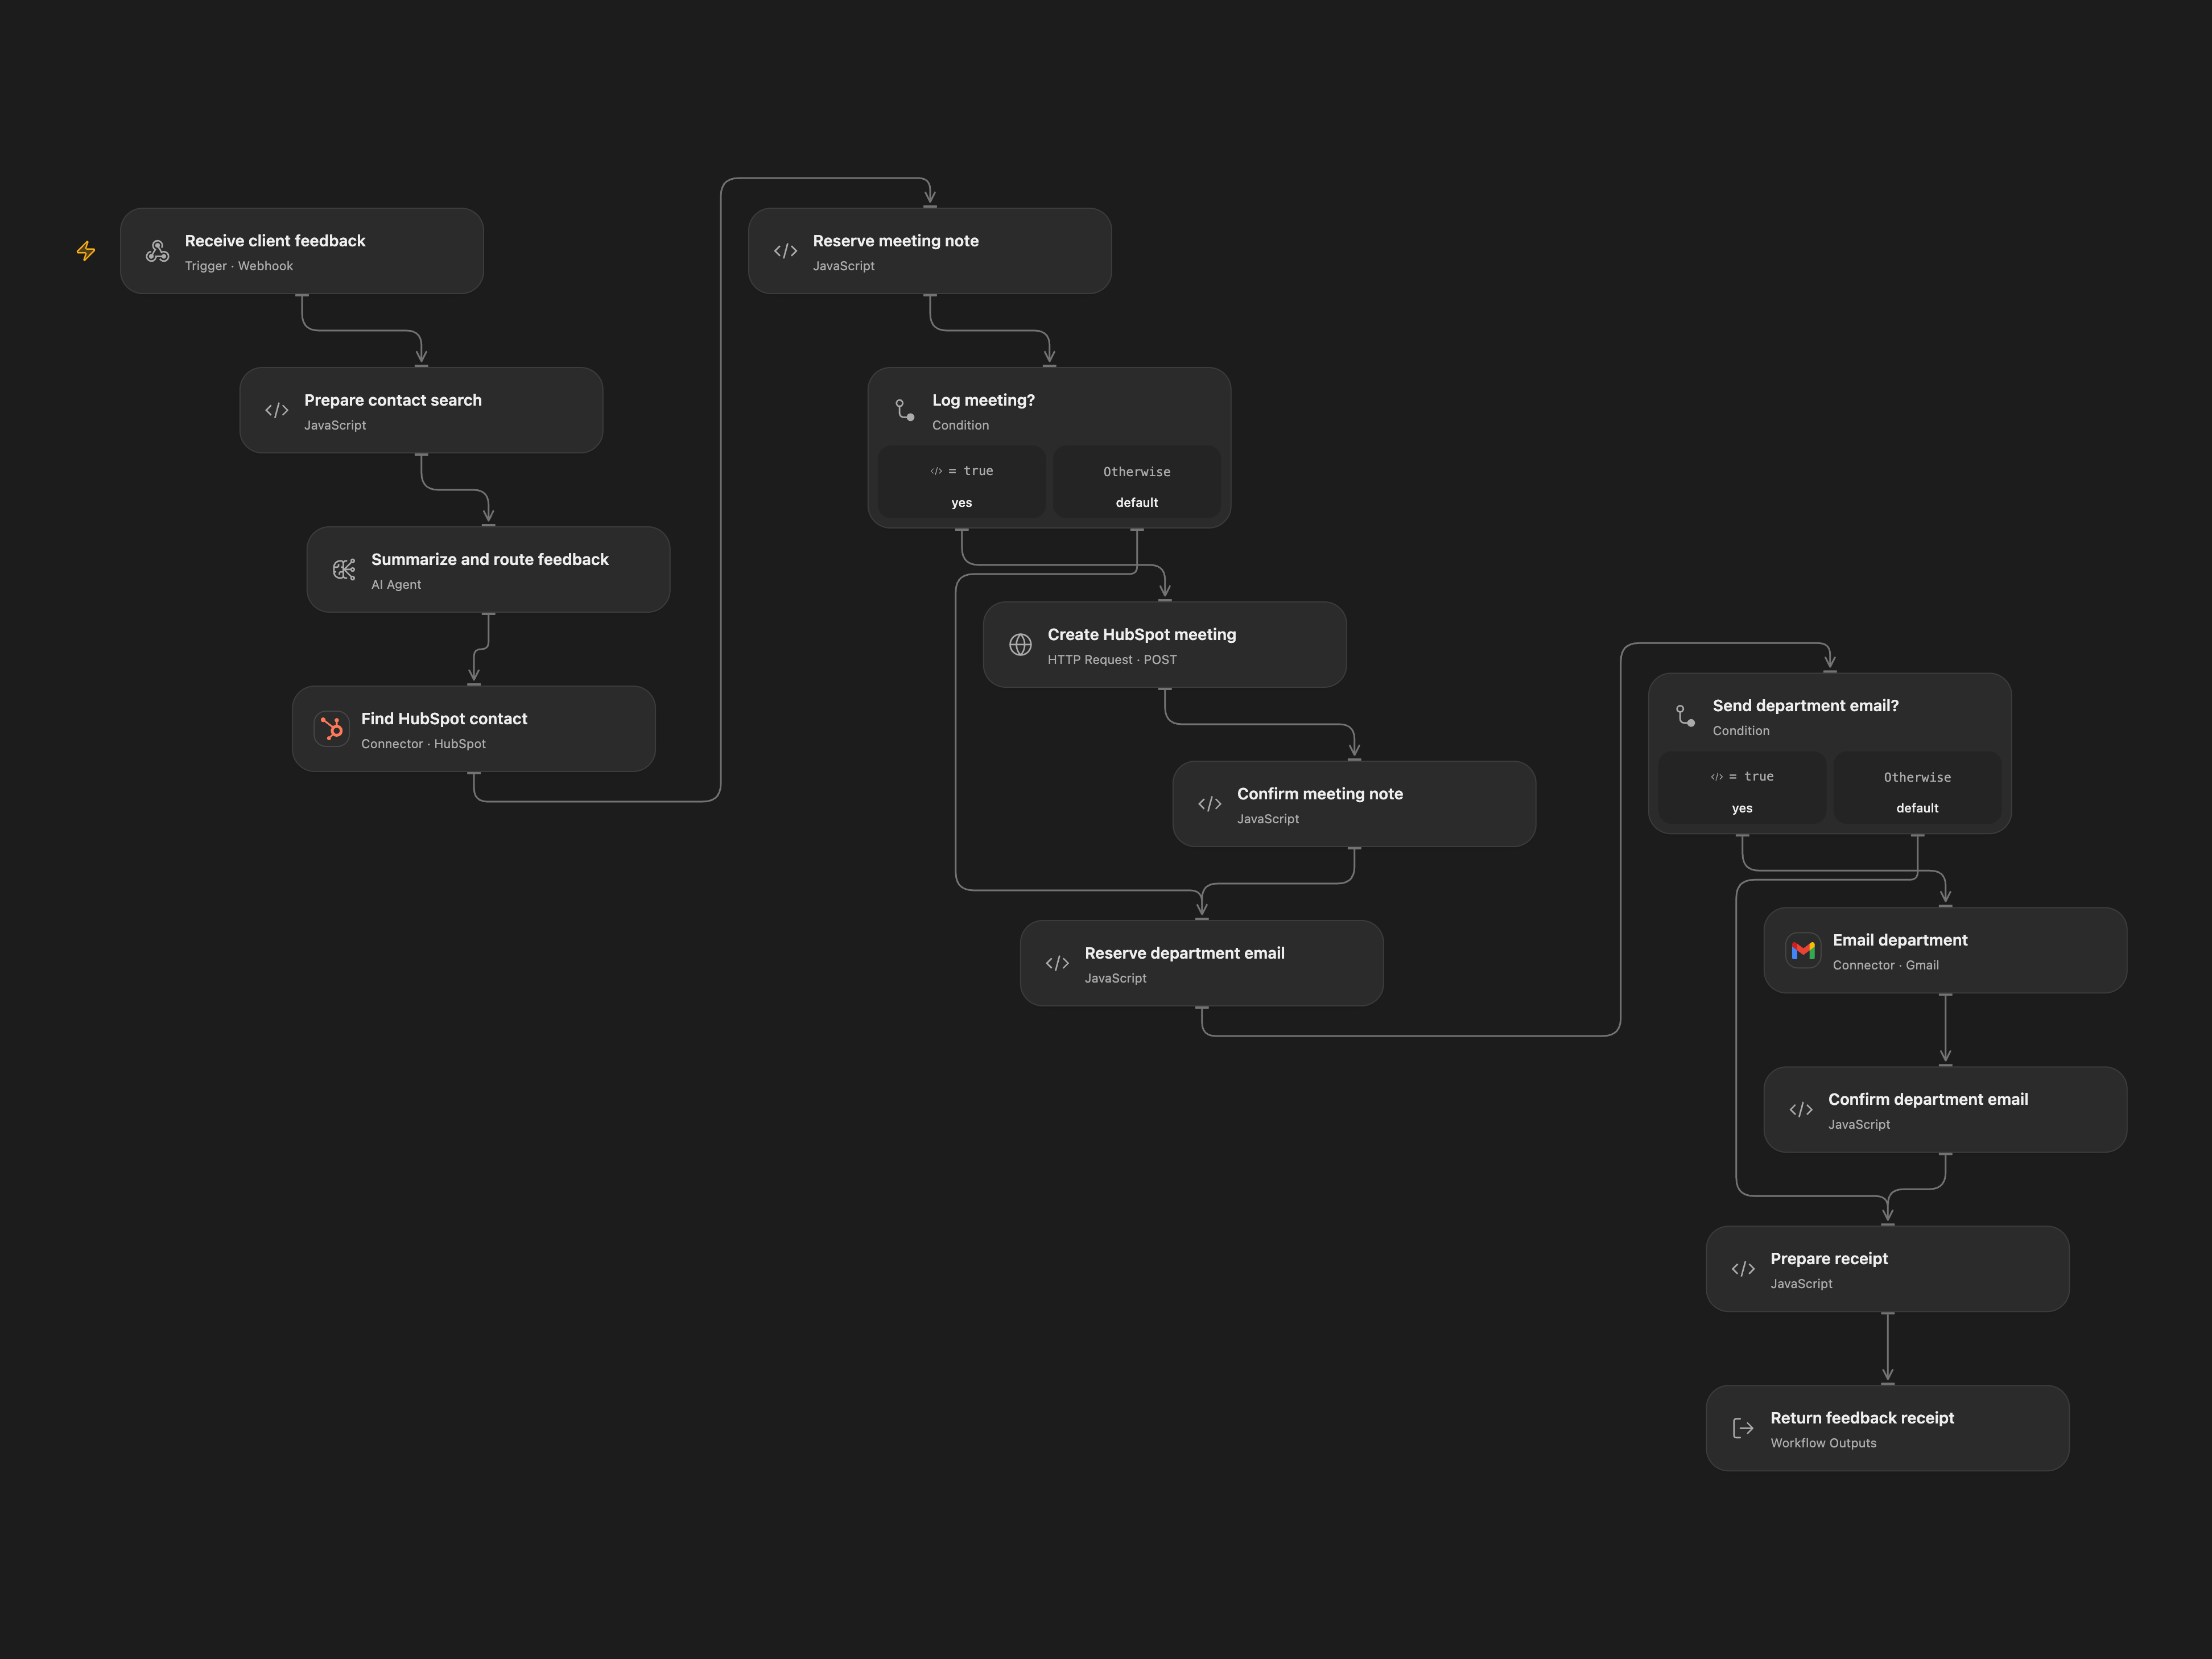 Receive client feedback
Trigger · Webhook
Prepare contact search
JavaScript
Summarize and route feedback
AI Agent
Find HubSpot contact
Connector · HubSpot
Reserve meeting note
JavaScript
Log meeting?
Condition
</> = true
yes
Otherwise
default
Create HubSpot meeting
HTTP Request · POST
Confirm meeting note
JavaScript
Reserve department email
JavaScript
Send department email?
Condition
</> = true
yes
Otherwise
default
Email department
Connector · Gmail
Confirm department email
JavaScript
Prepare receipt
JavaScript
Return feedback receipt
Workflow Outputs